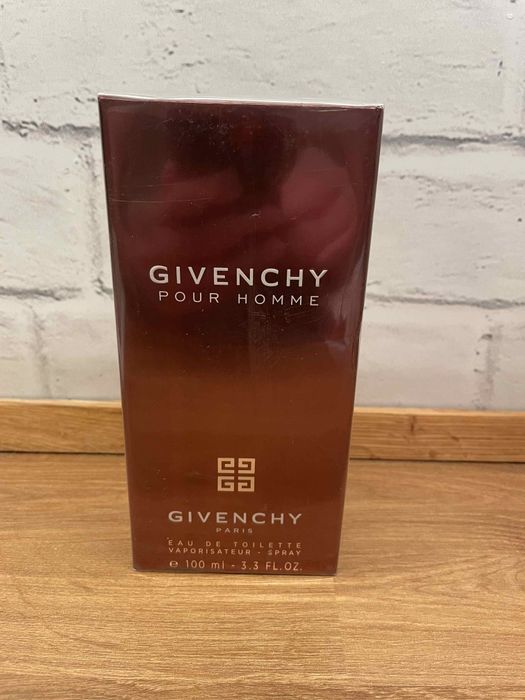 GIVENCHY
POUR HOMME
GIVENCHY
PARIS
EAU DE TOILETTE
VAPORISATEUR - SPRAY
e 100 ml - 3.3 FL.OZ.